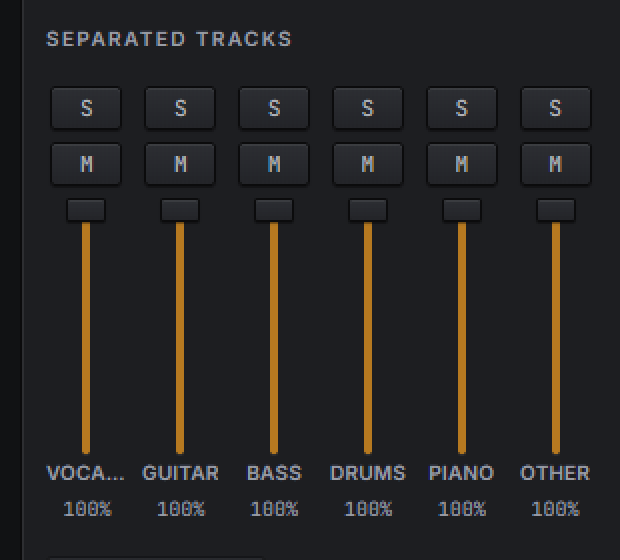 SEPARATED TRACKS
S S S S S S
M M M M M M
VOCA... GUITAR BASS DRUMS PIANO OTHER
100% 100% 100% 100% 100% 100%